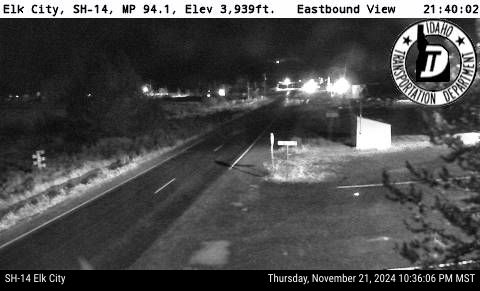 Elk City, SH-14, MP 94.1, Elev 3,939ft. Eastbound View 21:40:02
IDAHO
TRANSPORTATION DEPARTMENT
SH-14 Elk City Thursday, November 21, 2024 10:36:06 PM MST